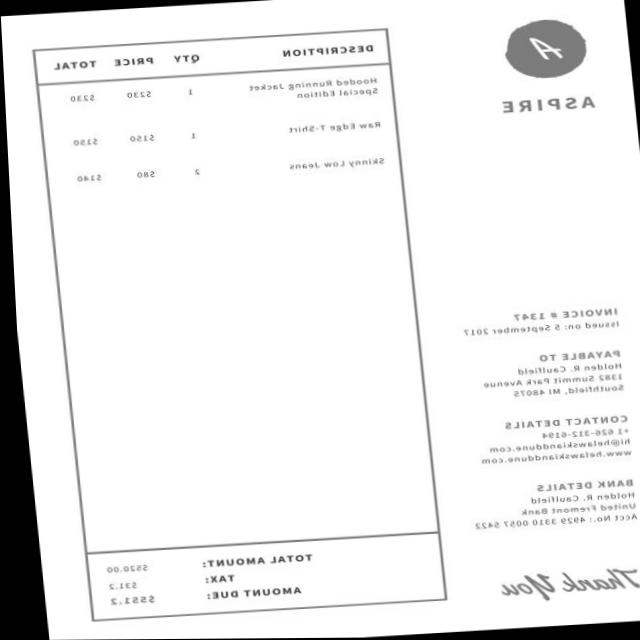 A
ASPIRE
INVOICE # 1347
Issued on: 5 September 2017
PAYABLE TO
Holden R. Caulfield
1382 Summit Park Avenue
Southfield, MI 48075
CONTACT DETAILS
+1 626-312-6194
hi@helawskianddune.com
www.helawskianddune.com
BANK DETAILS
Holden R. Caulfield
United Fremont Bank
Acct No.: 4929 3310 0057 5422
Thank You
DESCRIPTION QTY PRICE TOTAL
Hooded Running Jacket 1 $230 $230
Special Edition
Raw Edge T-Shirt 1 $150 $150
Skinny Low Jeans 2 $80 $140
TOTAL AMOUNT: $520.00
TAX: $31.2
AMOUNT DUE: $551.2